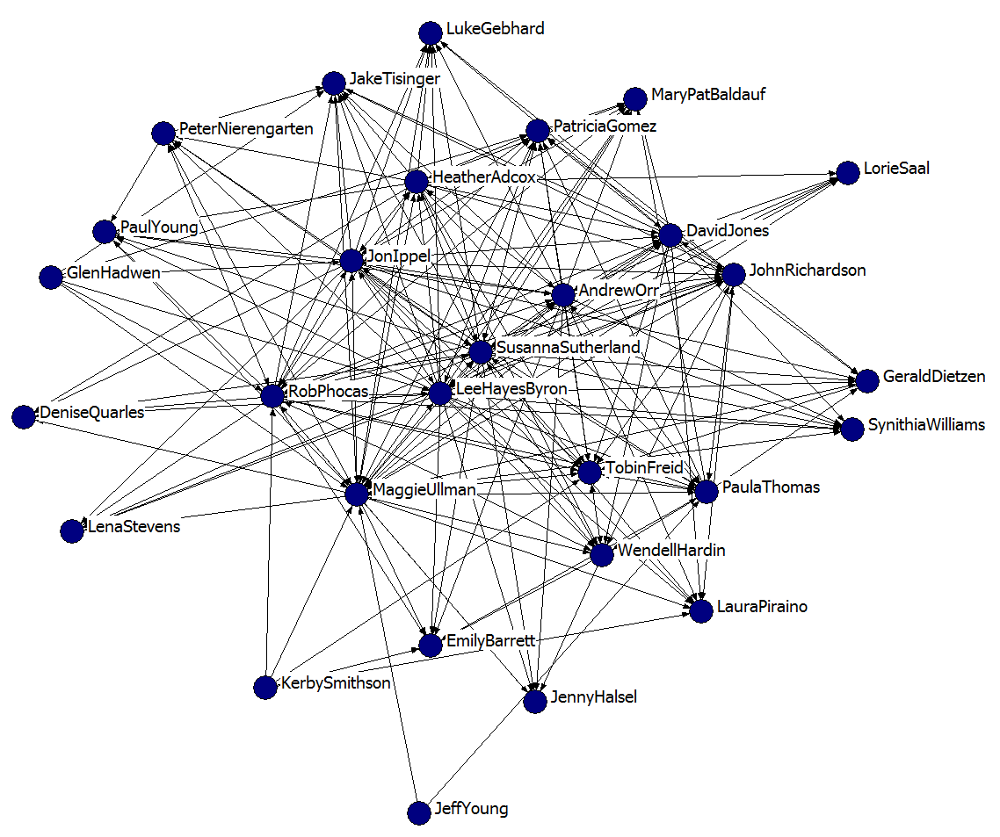 LukeGebhard
JakeTisinger
MaryPatBaldauf
PeterNierengarten
PatriciaGomez
LorieSaal
HeatherAdcox
PaulYoung
DavidJones
JonIppel
GlenHadwen
JohnRichardson
AndrewOrr
SusannaSutherland
GeraldDietzen
RobPhocas
LeeHayesByron
DeniseQuarles
SynithiaWilliams
TobinFreid
MaggieUllman
PaulaThomas
LenaStevens
WendellHardin
LauraPiraino
EmilyBarrett
KerbySmithson
JennyHalsel
JeffYoung